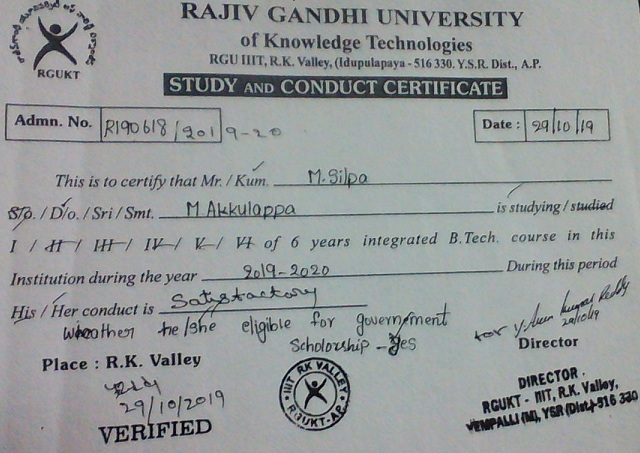 RAJIV GANDHI UNIVERSITY
of Knowledge Technologies
RGU IIIT, R.K. Valley, (Idupulapaya - 516 330. Y.S.R. Dist., A.P.
RGUKT
STUDY AND CONDUCT CERTIFICATE
Admn. No. R190618/2019-20
Date : 29/10/19
This is to certify that Mr. / Kum. M.Silpa
S/o. / D/o. / Sri / Smt. M.Akkulappa is studying / studied
I / II / III / IV / V / VI of 6 years integrated B.Tech. course in this
Institution during the year 2019-2020 During this period
His / Her conduct is Satisfactory
Wheather he/she eligible for government
Scholorship - Yes
for
29/10/19
Director
Place : R.K. Valley
29/10/2019
VERIFIED
IIIT RK VALLEY
RGUKT-AP.
DIRECTOR.
RGUKT - IIIT, R.K. Valley,
VEMPALLI (M), YSR (Dist.)-516 330